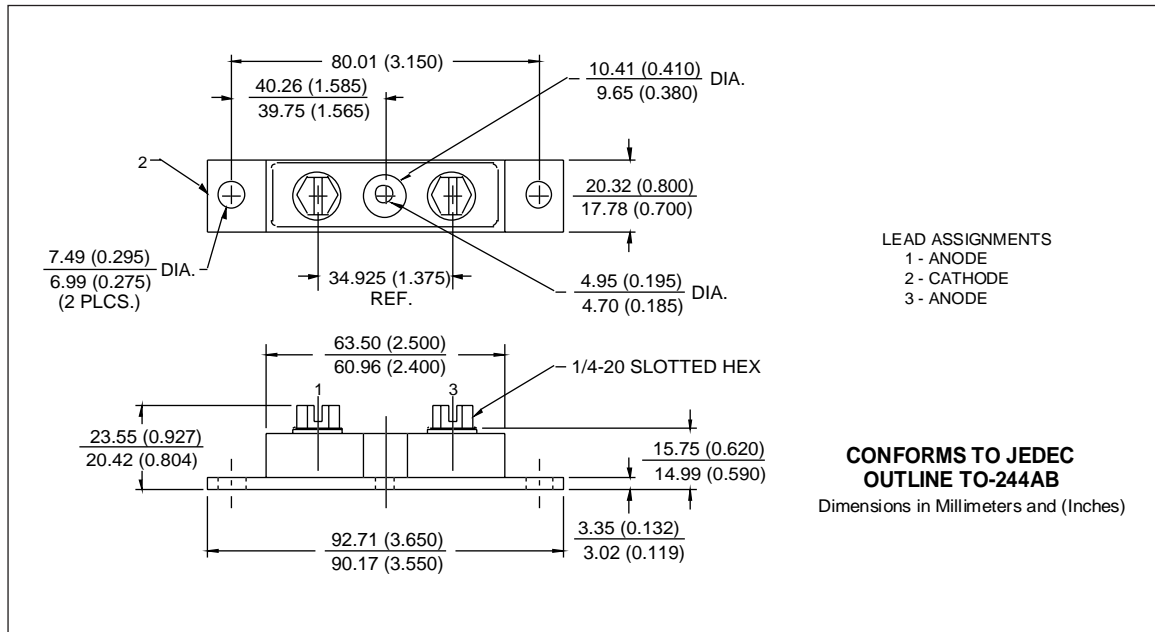 80.01 (3.150)
40.26 (1.585)
39.75 (1.565)
10.41 (0.410)
9.65 (0.380)
DIA.
2
20.32 (0.800)
17.78 (0.700)
7.49 (0.295)
6.99 (0.275)
DIA.
(2 PLCS.)
34.925 (1.375)
REF.
4.95 (0.195)
4.70 (0.185)
DIA.
LEAD ASSIGNMENTS
1 - ANODE
2 - CATHODE
3 - ANODE
63.50 (2.500)
60.96 (2.400)
1/4-20 SLOTTED HEX
1
3
23.55 (0.927)
20.42 (0.804)
15.75 (0.620)
14.99 (0.590)
3.35 (0.132)
3.02 (0.119)
92.71 (3.650)
90.17 (3.550)
CONFORMS TO JEDEC
OUTLINE TO-244AB
Dimensions in Millimeters and (Inches)